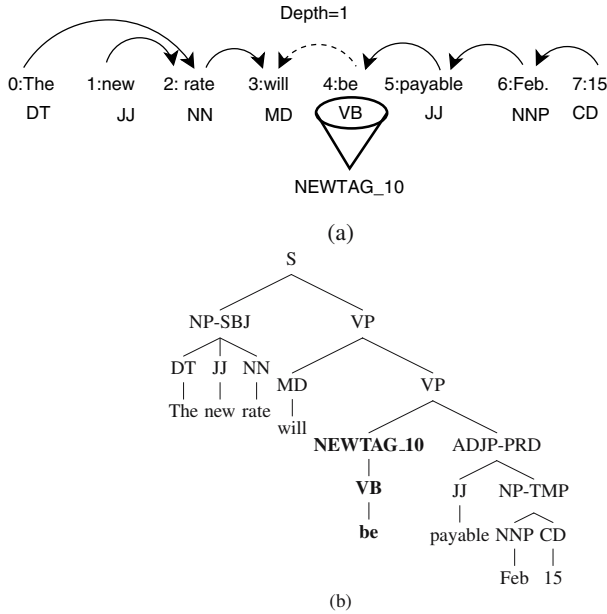 Depth=1
0:The 1:new 2: rate 3:will 4:be 5:payable 6:Feb. 7:15
DT JJ NN MD VB JJ NNP CD
NEWTAG_10
(a)
S
NP-SBJ VP
DT JJ NN MD VP
The new rate will
NEWTAG_10 ADJP-PRD
VB JJ NP-TMP
be payable NNP CD
Feb 15
(b)